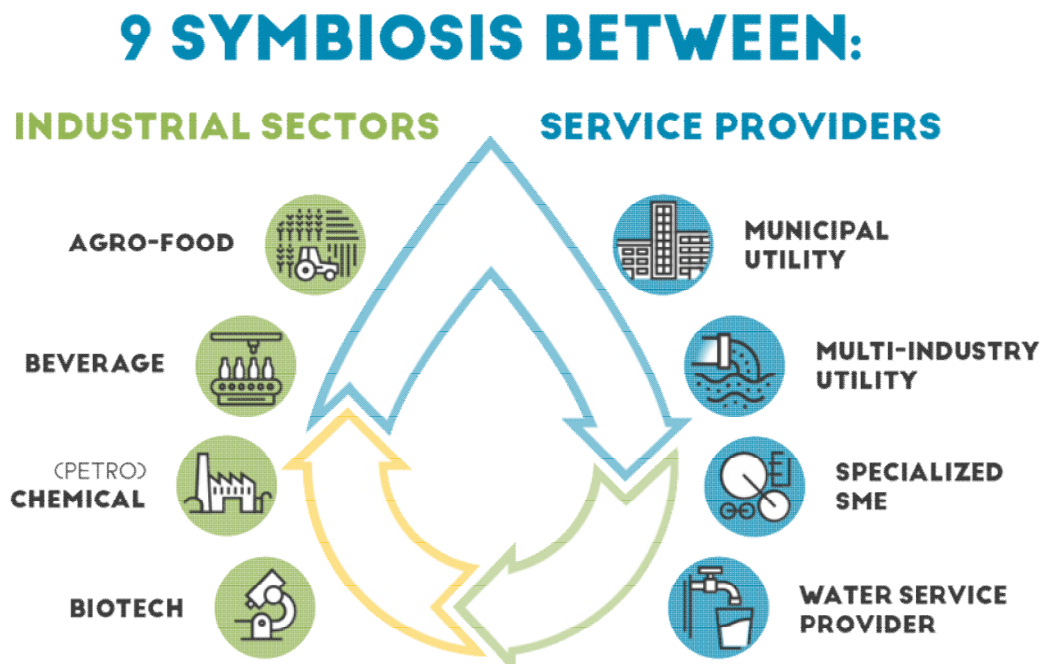 9 SYMBIOSIS BETWEEN:
INDUSTRIAL SECTORS
AGRO-FOOD
BEVERAGE
(PETRO)
CHEMICAL
BIOTECH
SERVICE PROVIDERS
MUNICIPAL
UTILITY
MULTI-INDUSTRY
UTILITY
SPECIALIZED
SME
WATER SERVICE
PROVIDER